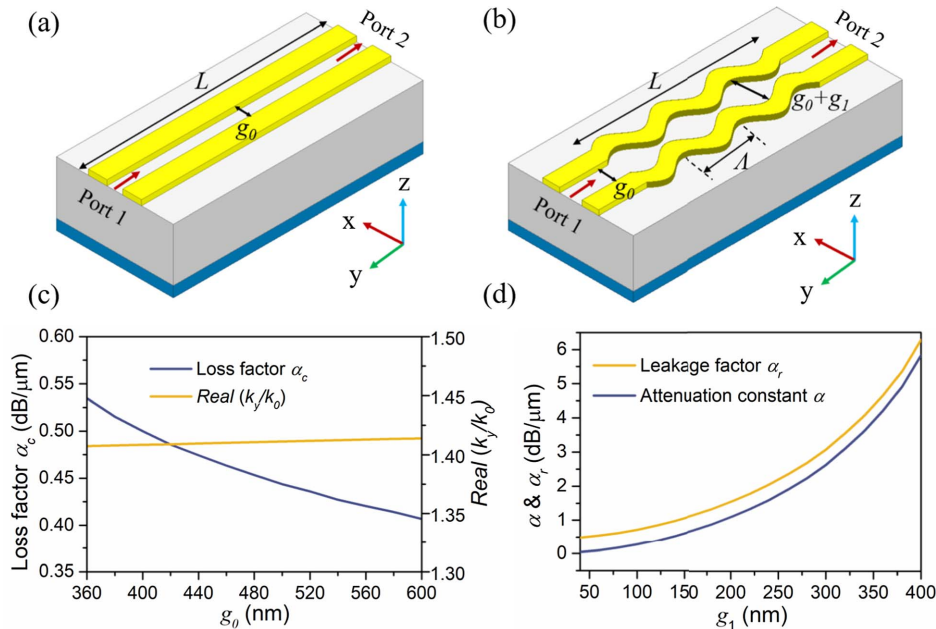 (a)
Port 2
L
g₀
Port 1
z
x
y
(b)
Port 2
L
g₀+g₁
Λ
g₀
Port 1
z
x
y
(c)
0.60
0.55
0.50
0.45
0.40
0.35
Loss factor αc (dB/μm)
Loss factor αc
Real (ky/k0)
1.50
1.45
1.40
1.35
1.30
Real (ky/k0)
360 400 440 480 520 560 600
g₀ (nm)
(d)
6
5
4
3
2
1
0
α & αr (dB/μm)
Leakage factor αr
Attenuation constant α
50 100 150 200 250 300 350 400
g₁ (nm)